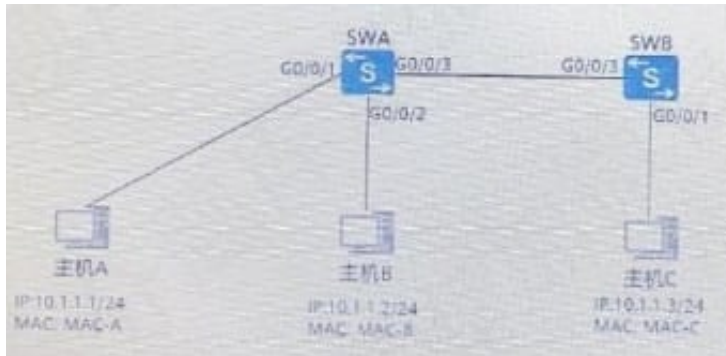 SWA
SWB
G0/0/1
G0/0/3
G0/0/3
G0/0/2
G0/0/1
主机A
主机B
主机C
IP:10.1.1.1/24
IP:10.1.1.2/24
IP:10.1.1.3/24
MAC: MAC-A
MAC: MAC-B
MAC: MAC-C